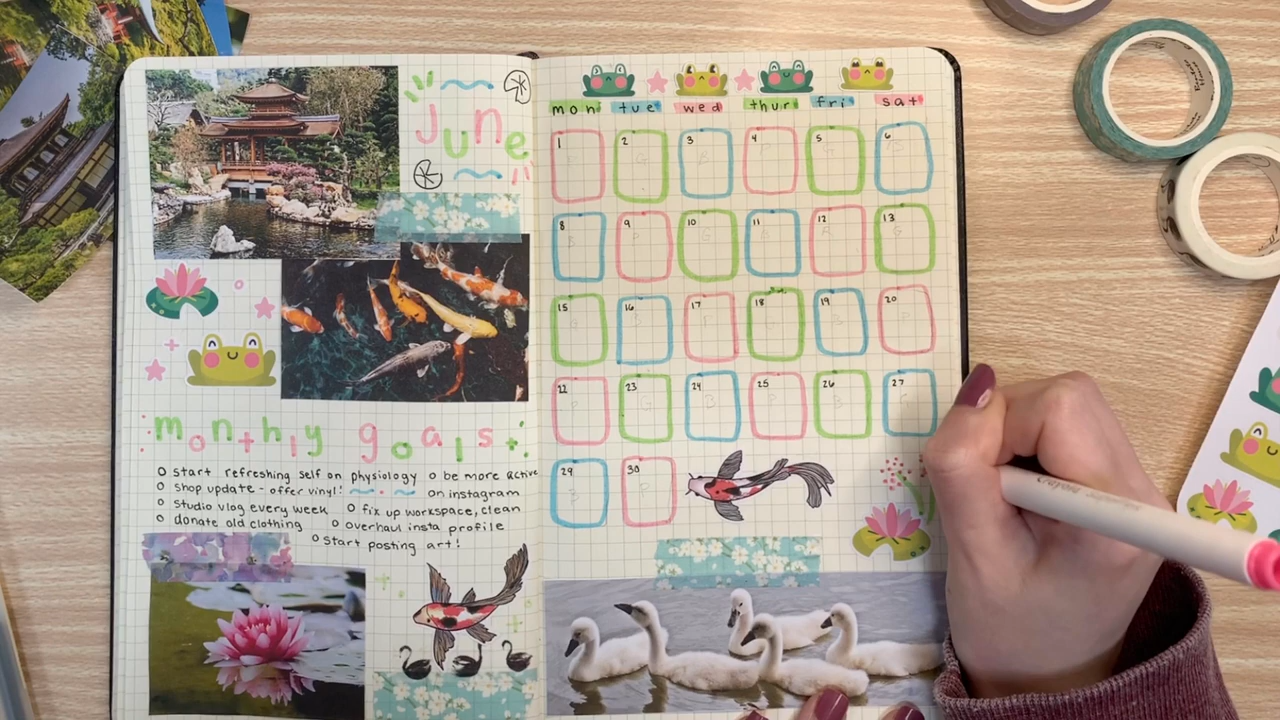 June
monthly goals
o start refreshing self on physiology
o be more active on instagram
o shop update - offer vinyl!
o studio vlog every week
o fix up workspace, clean
o donate old clothing
o overhaul insta profile
o start posting art!
mon tue wed thur fri sat
1 2 3 4 5 6
8 9 10 11 12 13
15 16 17 18 19 20
22 23 24 25 26 27
29 30